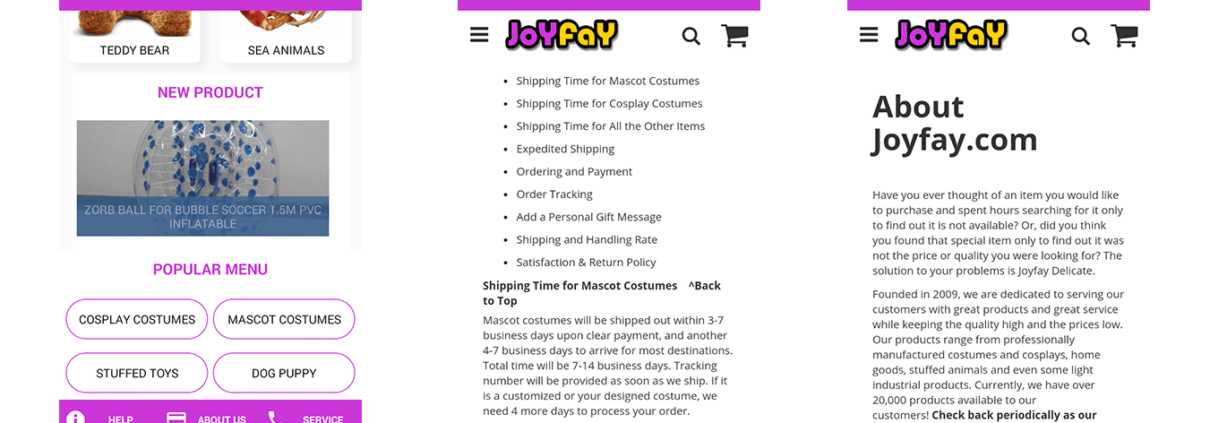 TEDDY BEAR
SEA ANIMALS
NEW PRODUCT
ZORB BALL FOR BUBBLE SOCCER 1.5M PVC
INFLATABLE
POPULAR MENU
COSPLAY COSTUMES
MASCOT COSTUMES
STUFFED TOYS
DOG PUPPY
HELP
ABOUT US
SERVICE
JoYFaY
• Shipping Time for Mascot Costumes
• Shipping Time for Cosplay Costumes
• Shipping Time for All the Other Items
• Expedited Shipping
• Ordering and Payment
• Order Tracking
• Add a Personal Gift Message
• Shipping and Handling Rate
• Satisfaction & Return Policy
Shipping Time for Mascot Costumes ^Back
to Top
Mascot costumes will be shipped out within 3-7
business days upon clear payment, and another
4-7 business days to arrive for most destinations.
Total time will be 7-14 business days. Tracking
number will be provided as soon as we ship. If it
is a customized or your designed costume, we
need 4 more days to process your order.
JoYFaY
About
Joyfay.com
Have you ever thought of an item you would like
to purchase and spent hours searching for it only
to find out it is not available? Or, did you think
you found that special item only to find out it was
not the price or quality you were looking for? The
solution to your problems is Joyfay Delicate.
Founded in 2009, we are dedicated to serving our
customers with great products and great service
while keeping the quality high and the prices low.
Our products range from professionally
manufactured costumes and cosplays, home
goods, stuffed animals and even some light
industrial products. Currently, we have over
20,000 products available to our
customers! Check back periodically as our